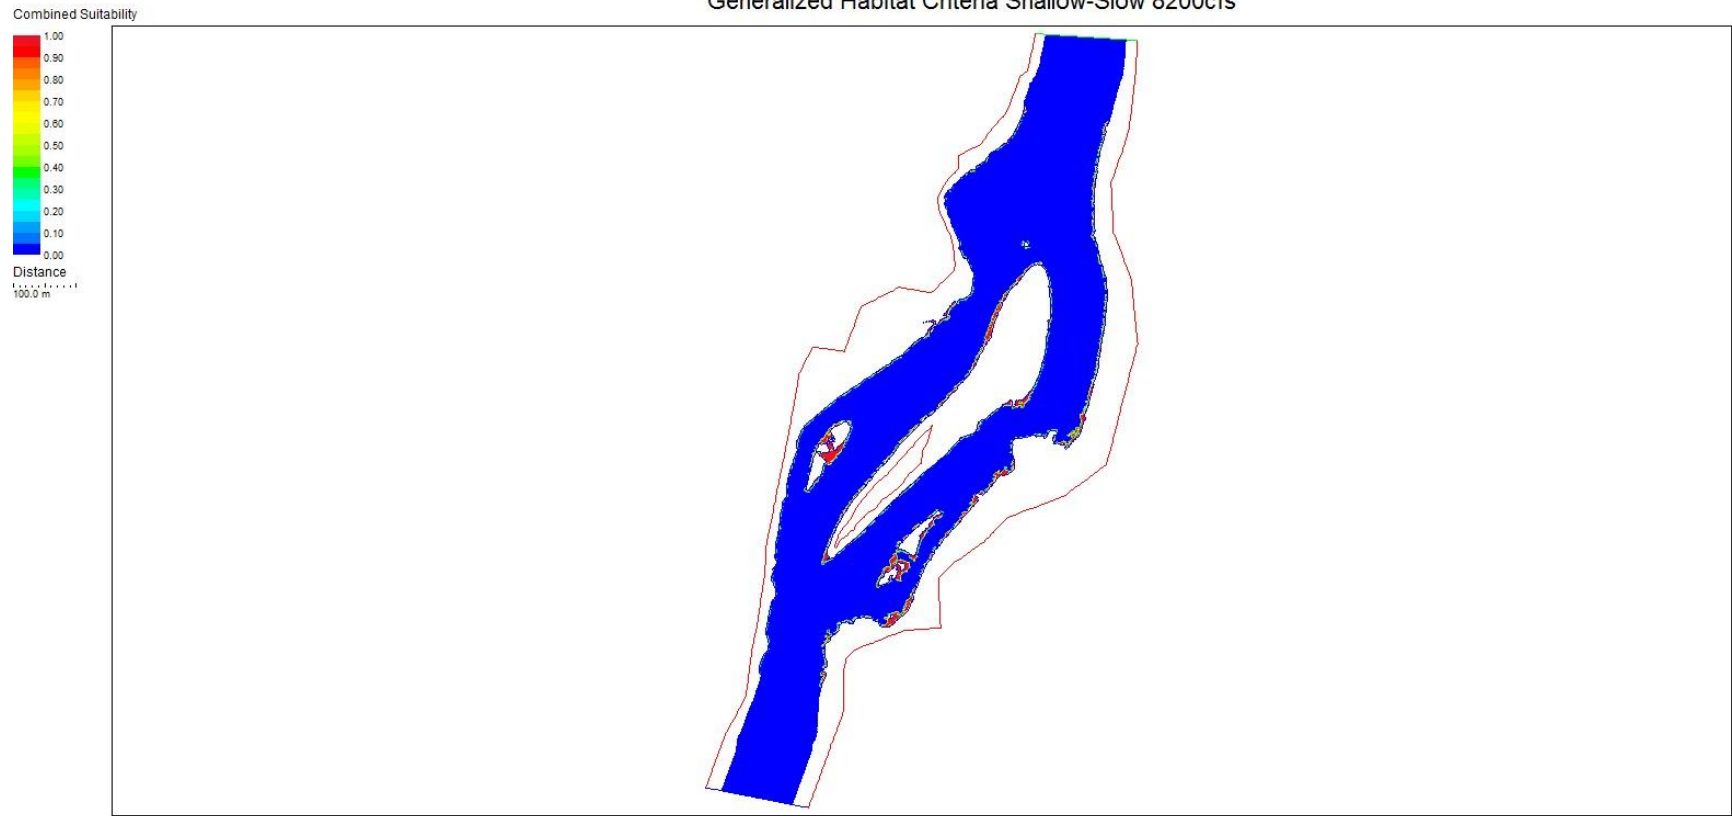 Generalized Habitat Criteria Shallow-Slow 8200cfs
Combined Suitability
1.00
0.90
0.80
0.70
0.60
0.50
0.40
0.30
0.20
0.10
0.00
Distance
100.0 m